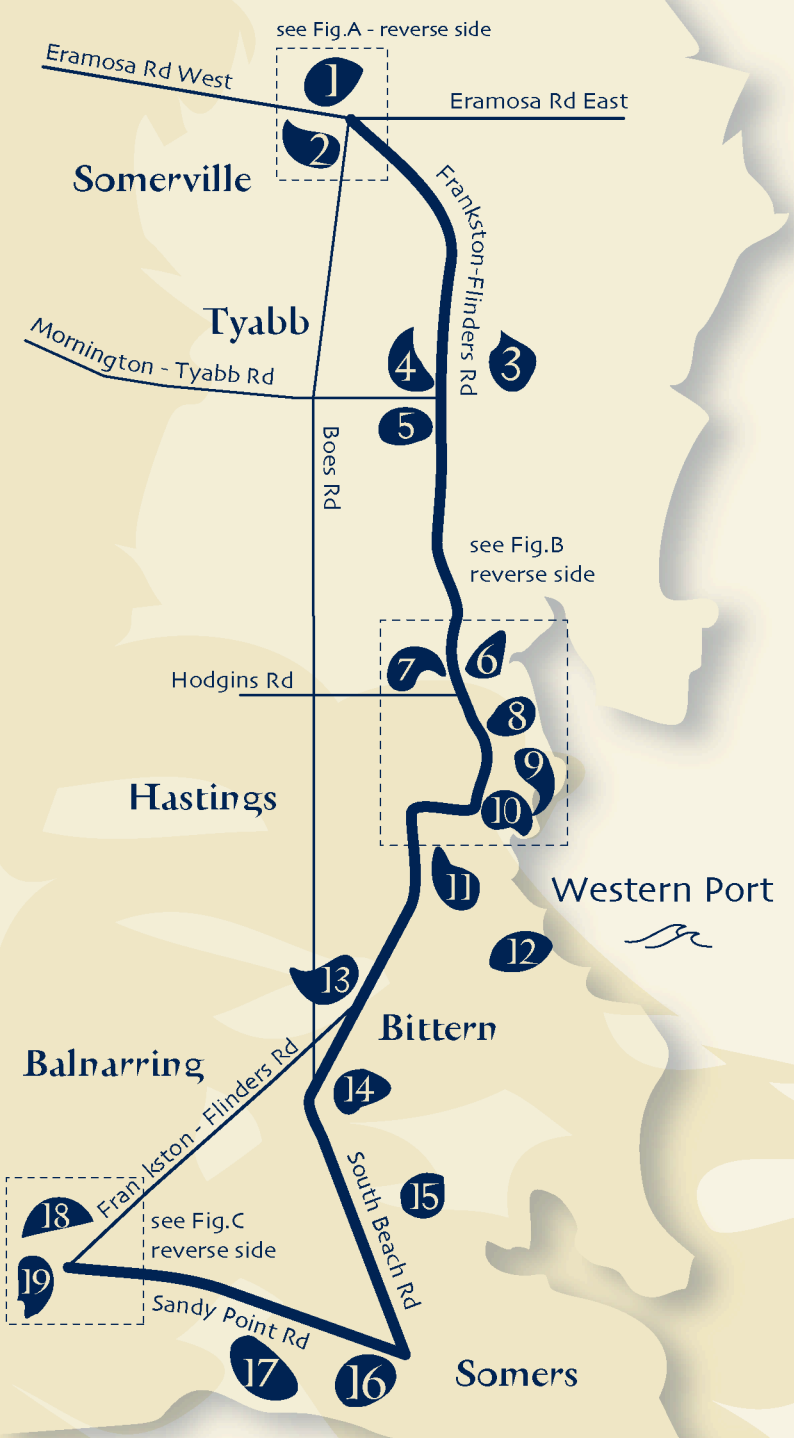 see Fig.A - reverse side
Eramosa Rd West
1
Eramosa Rd East
2
Somerville
Frankston-Flinders Rd
Tyabb
Mornington - Tyabb Rd
4
3
5
Boes Rd
see Fig.B
reverse side
6
7
Hodgins Rd
8
9
Hastings
10
11
Western Port
12
13
Bittern
Balnarring
Frankston - Flinders Rd
14
South Beach Rd
15
18
see Fig.C
reverse side
19
Sandy Point Rd
17
16
Somers